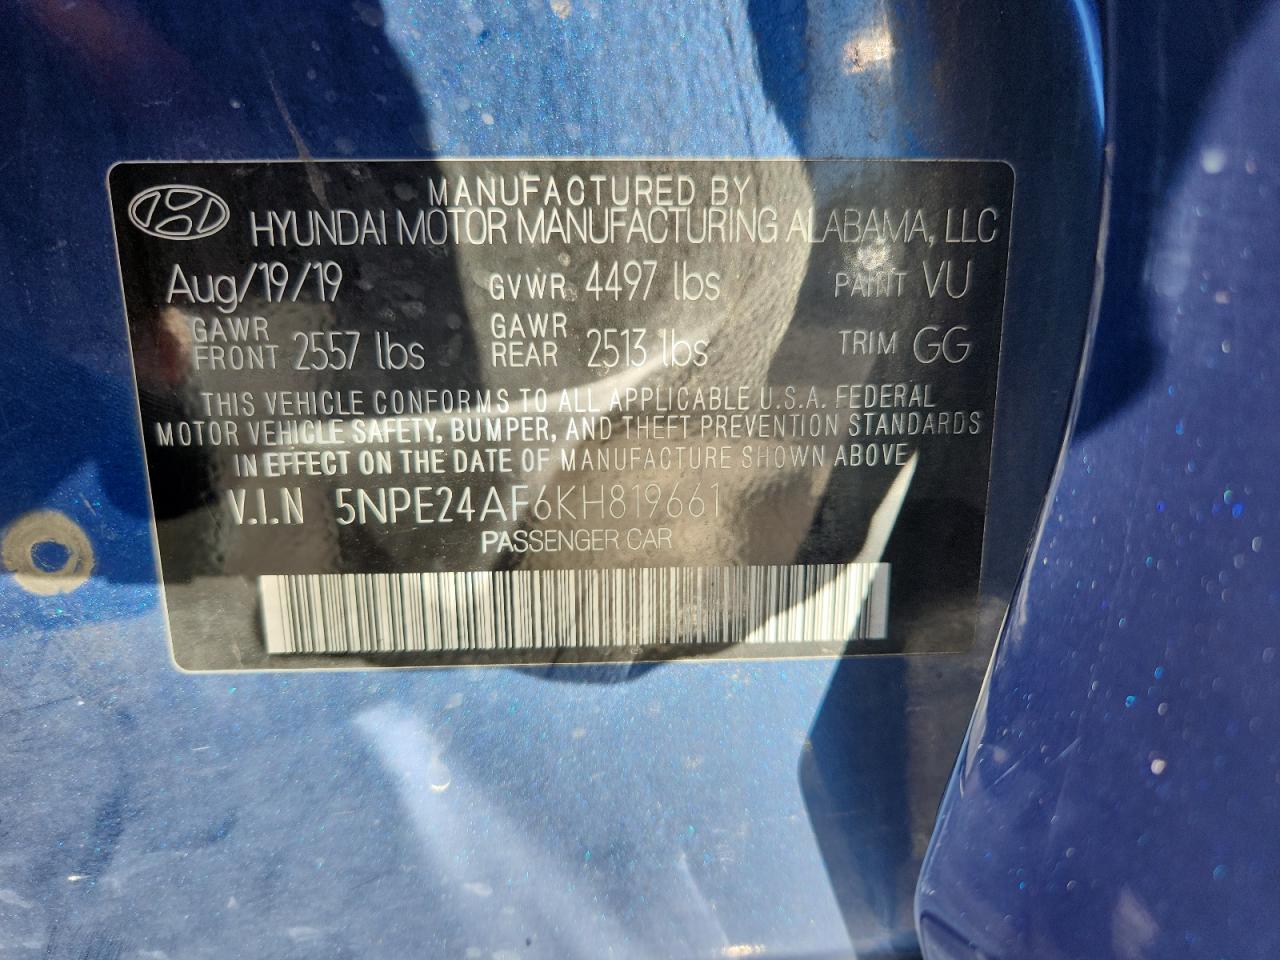 MANUFACTURED BY
HYUNDAI MOTOR MANUFACTURING ALABAMA, LLC
Aug/19/19 GVWR 4497 lbs PAINT VU
GAWR FRONT 2557 lbs GAWR REAR 2513 lbs TRIM GG
THIS VEHICLE CONFORMS TO ALL APPLICABLE U.S.A. FEDERAL
MOTOR VEHICLE SAFETY, BUMPER, AND THEFT PREVENTION STANDARDS
IN EFFECT ON THE DATE OF MANUFACTURE SHOWN ABOVE
V.I.N 5NPE24AF6KH819661
PASSENGER CAR